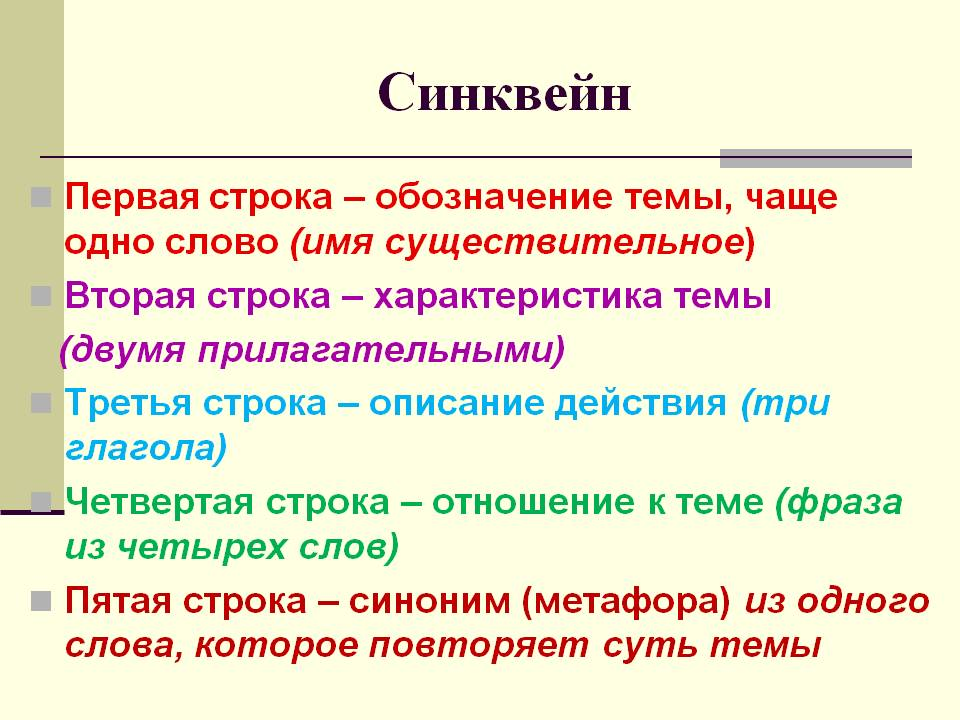 Синквейн
Первая строка – обозначение темы, чаще
одно слово (имя существительное)
Вторая строка – характеристика темы
(двумя прилагательными)
Третья строка – описание действия (три
глагола)
Четвертая строка – отношение к теме (фраза
из четырех слов)
Пятая строка – синоним (метафора) из одного
слова, которое повторяет суть темы